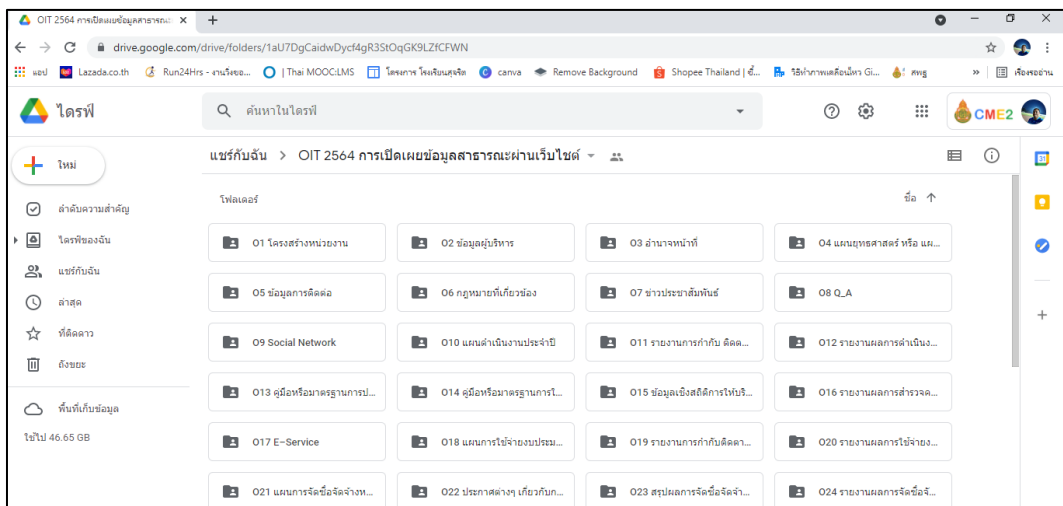 OIT 2564 การเปิดเผยข้อมูลสาธารณะ
drive.google.com/drive/folders/1aU7DgCaidwDycf4gR3StOqGK9LZfCFWN
แอป Lazada.co.th Run24Hrs - งานวิ่งขอ... | Thai MOOC:LMS โครงการ โรงเรียนสุจริต canva Remove Background Shopee Thailand | ซื้... วิธีทำภาพเคลื่อนไหว Gi... สพฐ » เรื่องรออ่าน
ไดรฟ์ ค้นหาในไดรฟ์ CME2
ใหม่
ลำดับความสำคัญ
ไดรฟ์ของฉัน
แชร์กับฉัน
ล่าสุด
ที่ติดดาว
ถังขยะ
พื้นที่เก็บข้อมูล
ใช้ไป 46.65 GB
แชร์กับฉัน > OIT 2564 การเปิดเผยข้อมูลสาธารณะผ่านเว็บไซต์
โฟลเดอร์ ชื่อ
O1 โครงสร้างหน่วยงาน
O2 ข้อมูลผู้บริหาร
O3 อำนาจหน้าที่
O4 แผนยุทธศาสตร์ หรือ แผ...
O5 ข้อมูลการติดต่อ
O6 กฎหมายที่เกี่ยวข้อง
O7 ข่าวประชาสัมพันธ์
O8 Q_A
O9 Social Network
O10 แผนดำเนินงานประจำปี
O11 รายงานการกำกับ ติดต...
O12 รายงานผลการดำเนินง...
O13 คู่มือหรือมาตรฐานการป...
O14 คู่มือหรือมาตรฐานการใ...
O15 ข้อมูลเชิงสถิติการให้บริ...
O16 รายงานผลการสำรวจค...
O17 E-Service
O18 แผนการใช้จ่ายงบประม...
O19 รายงานการกำกับติดตา...
O20 รายงานผลการใช้จ่ายง...
O21 แผนการจัดซื้อจัดจ้างห...
O22 ประกาศต่างๆ เกี่ยวกับก...
O23 สรุปผลการจัดซื้อจัดจ้า...
O24 รายงานผลการจัดซื้อจั...